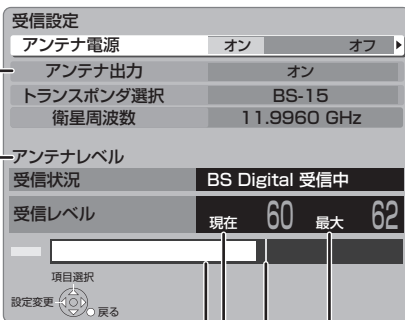 受信設定
アンテナ電源 オン オフ
アンテナ出力 オン
トランスポンダ選択 BS-15
衛星周波数 11.9960 GHz
アンテナレベル
受信状況 BS Digital 受信中
受信レベル 現在 60 最大 62
項目選択
設定変更 戻る